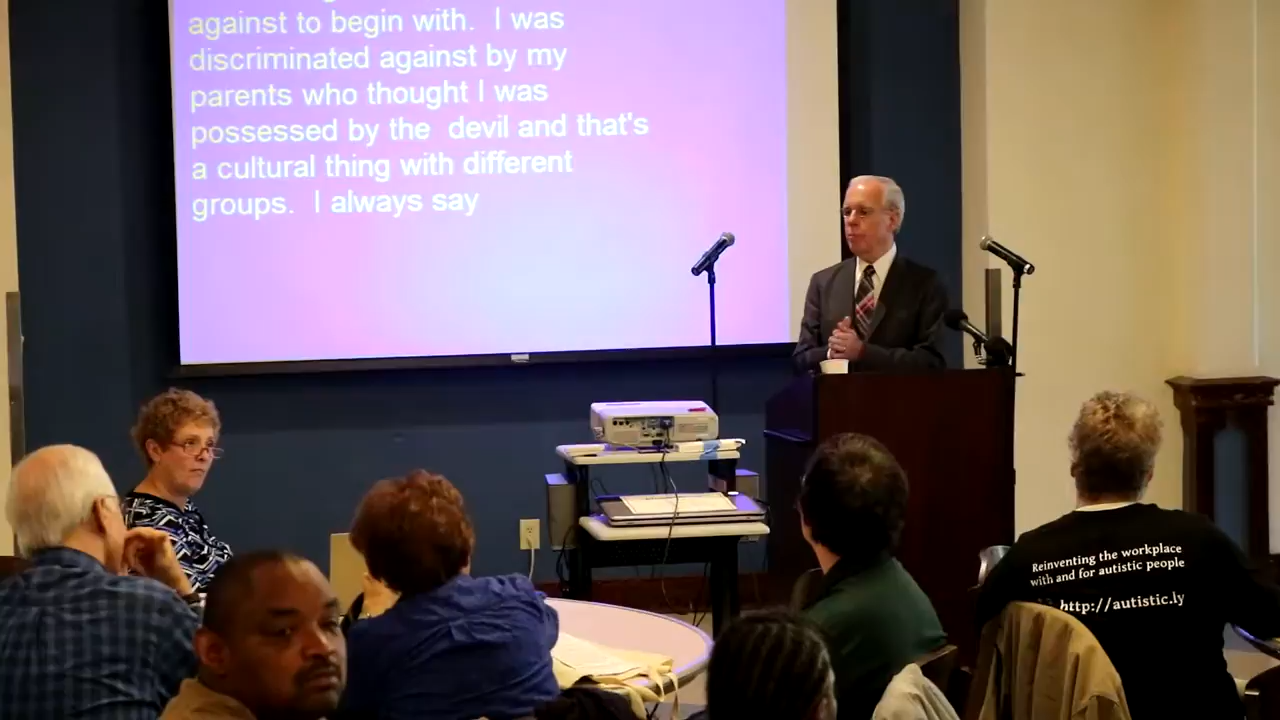 against to begin with.  I was
discriminated against by my
parents who thought I was
possessed by the  devil and that's
a cultural thing with different
groups.  I always say
Reinventing the workplace
with and for autistic people
http://autistic.ly